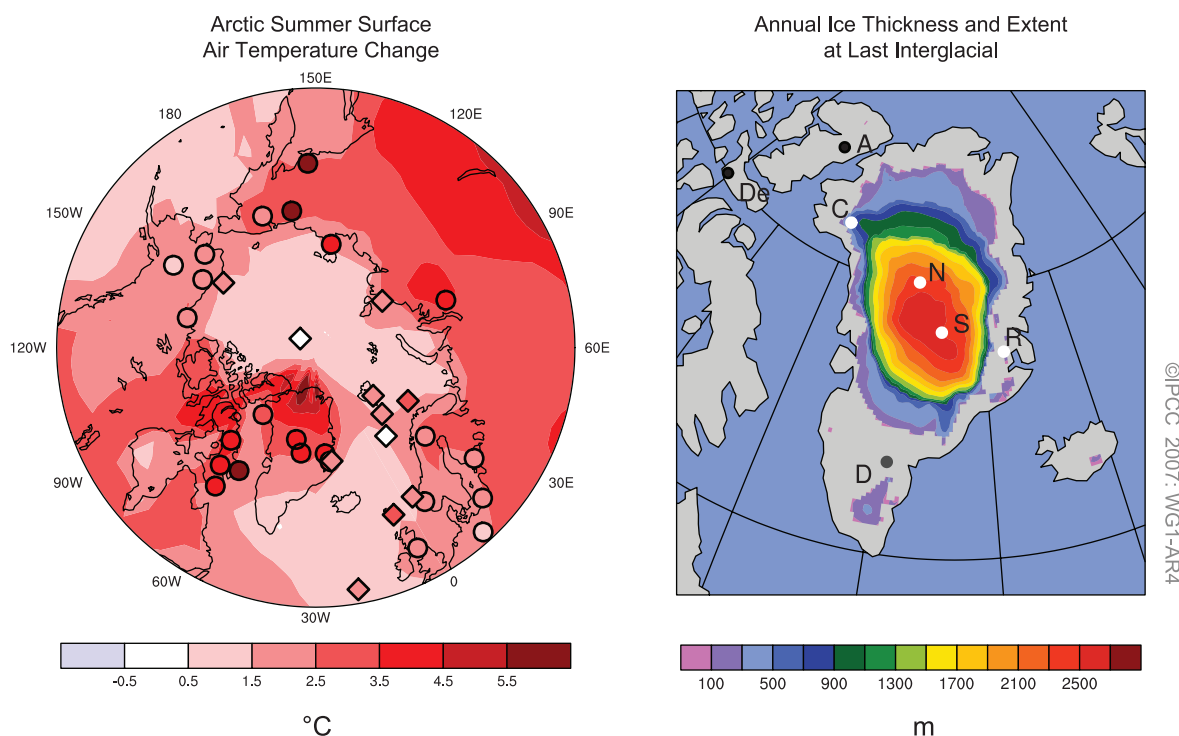 Arctic Summer Surface
Air Temperature Change
150E
180
120E
150W
90E
120W
60E
90W
30E
60W
0
30W
-0.5 0.5 1.5 2.5 3.5 4.5 5.5
°C
Annual Ice Thickness and Extent
at Last Interglacial
A
De
C
N
S
R
D
100 500 900 1300 1700 2100 2500
m
©IPCC 2007: WG1-AR4